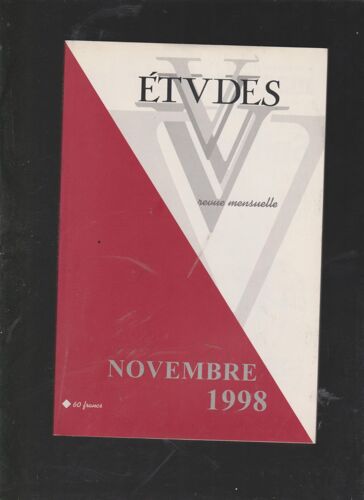 ÉTVDES
revue mensuelle
NOVEMBRE
1998
60 francs